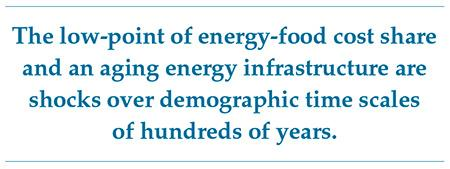 The low-point of energy-food cost share
and an aging energy infrastructure are
shocks over demographic time scales
of hundreds of years.